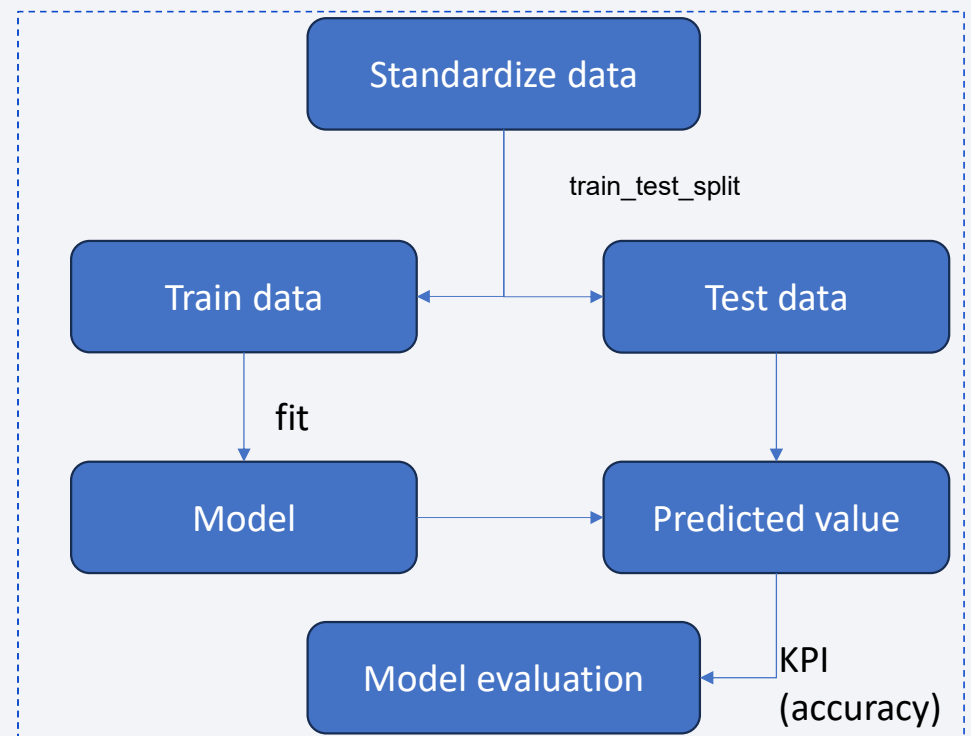 Standardize data
train_test_split
Train data
Test data
fit
Model
Predicted value
Model evaluation
KPI
(accuracy)